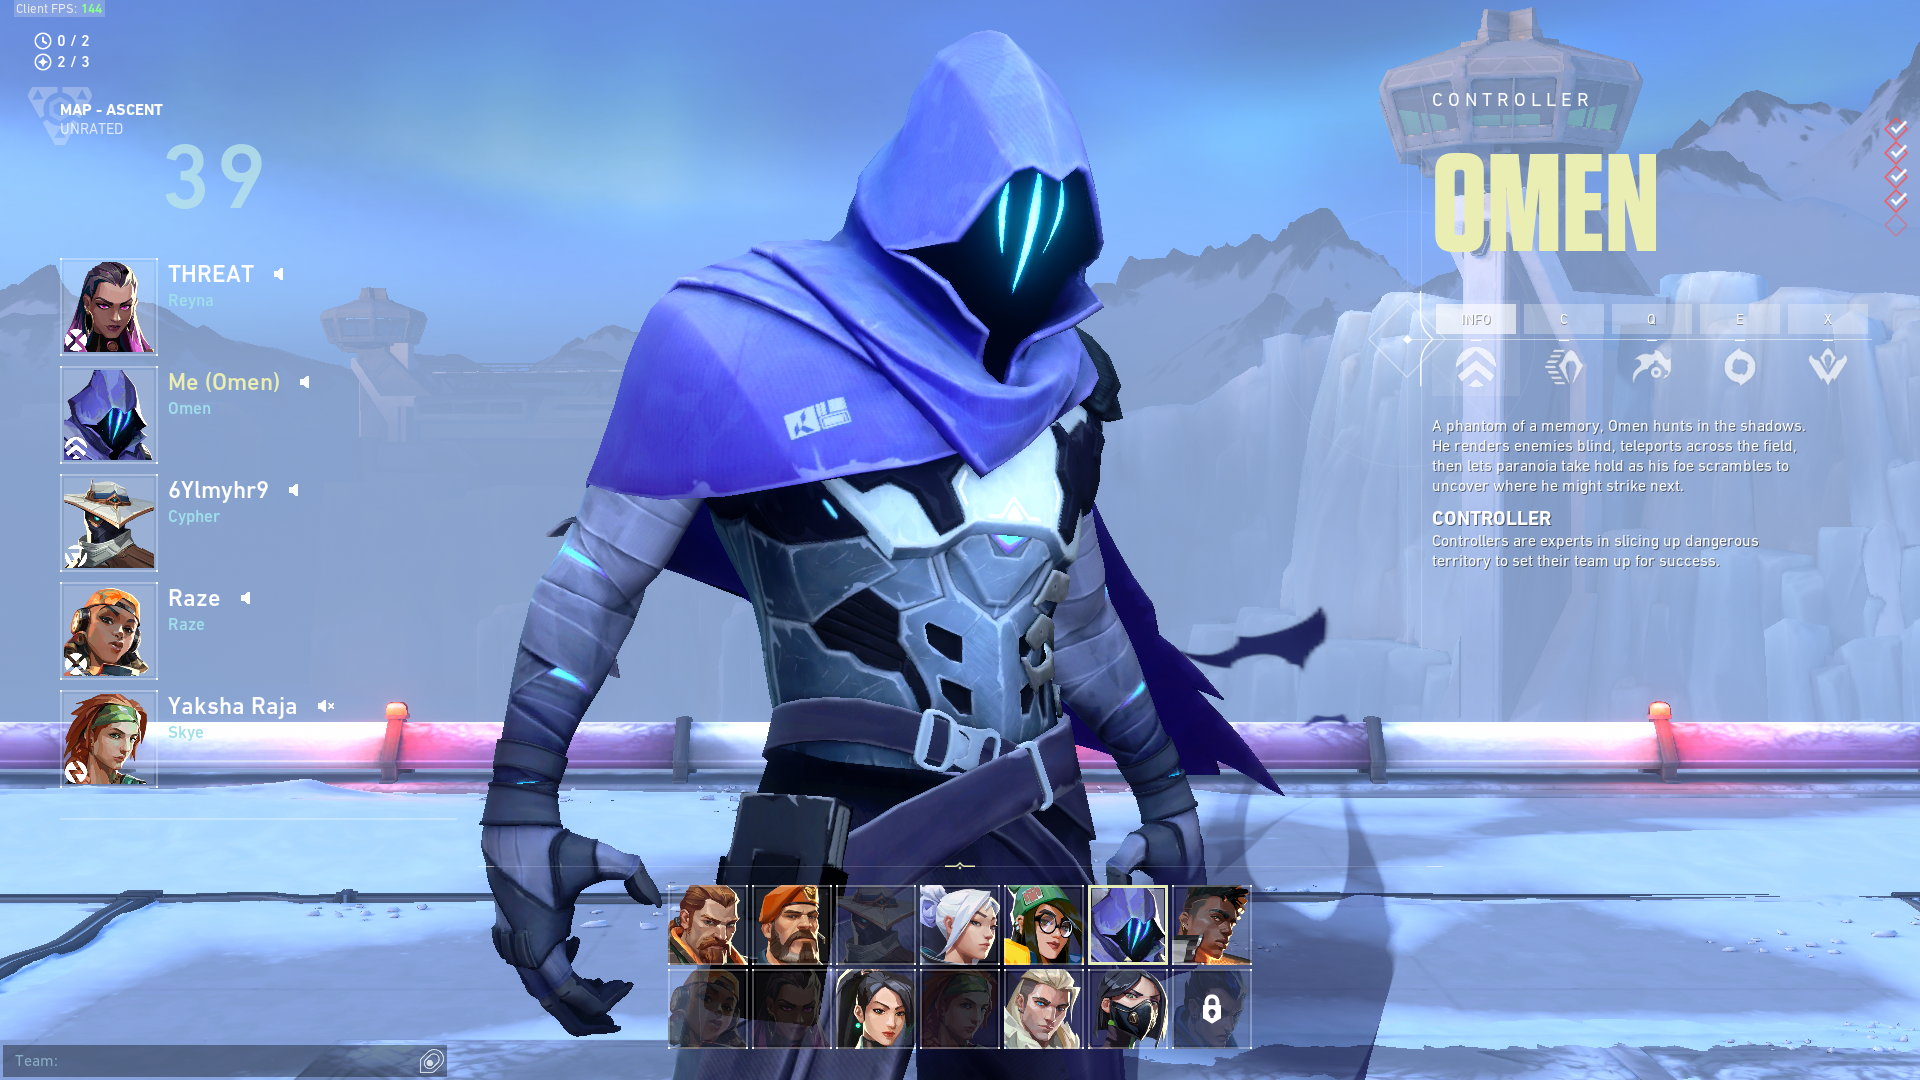 Client FPS: 144
0 / 2
2 / 3
MAP - ASCENT
UNRATED
39
THREAT
Reyna
Me (Omen)
Omen
6Ylmyhr9
Cypher
Raze
Raze
Yaksha Raja
Skye
Team:
CONTROLLER
OMEN
INFO C Q E X
A phantom of a memory, Omen hunts in the shadows.
He renders enemies blind, teleports across the field,
then lets paranoia take hold as his foe scrambles to
uncover where he might strike next.
CONTROLLER
Controllers are experts in slicing up dangerous
territory to set their team up for success.